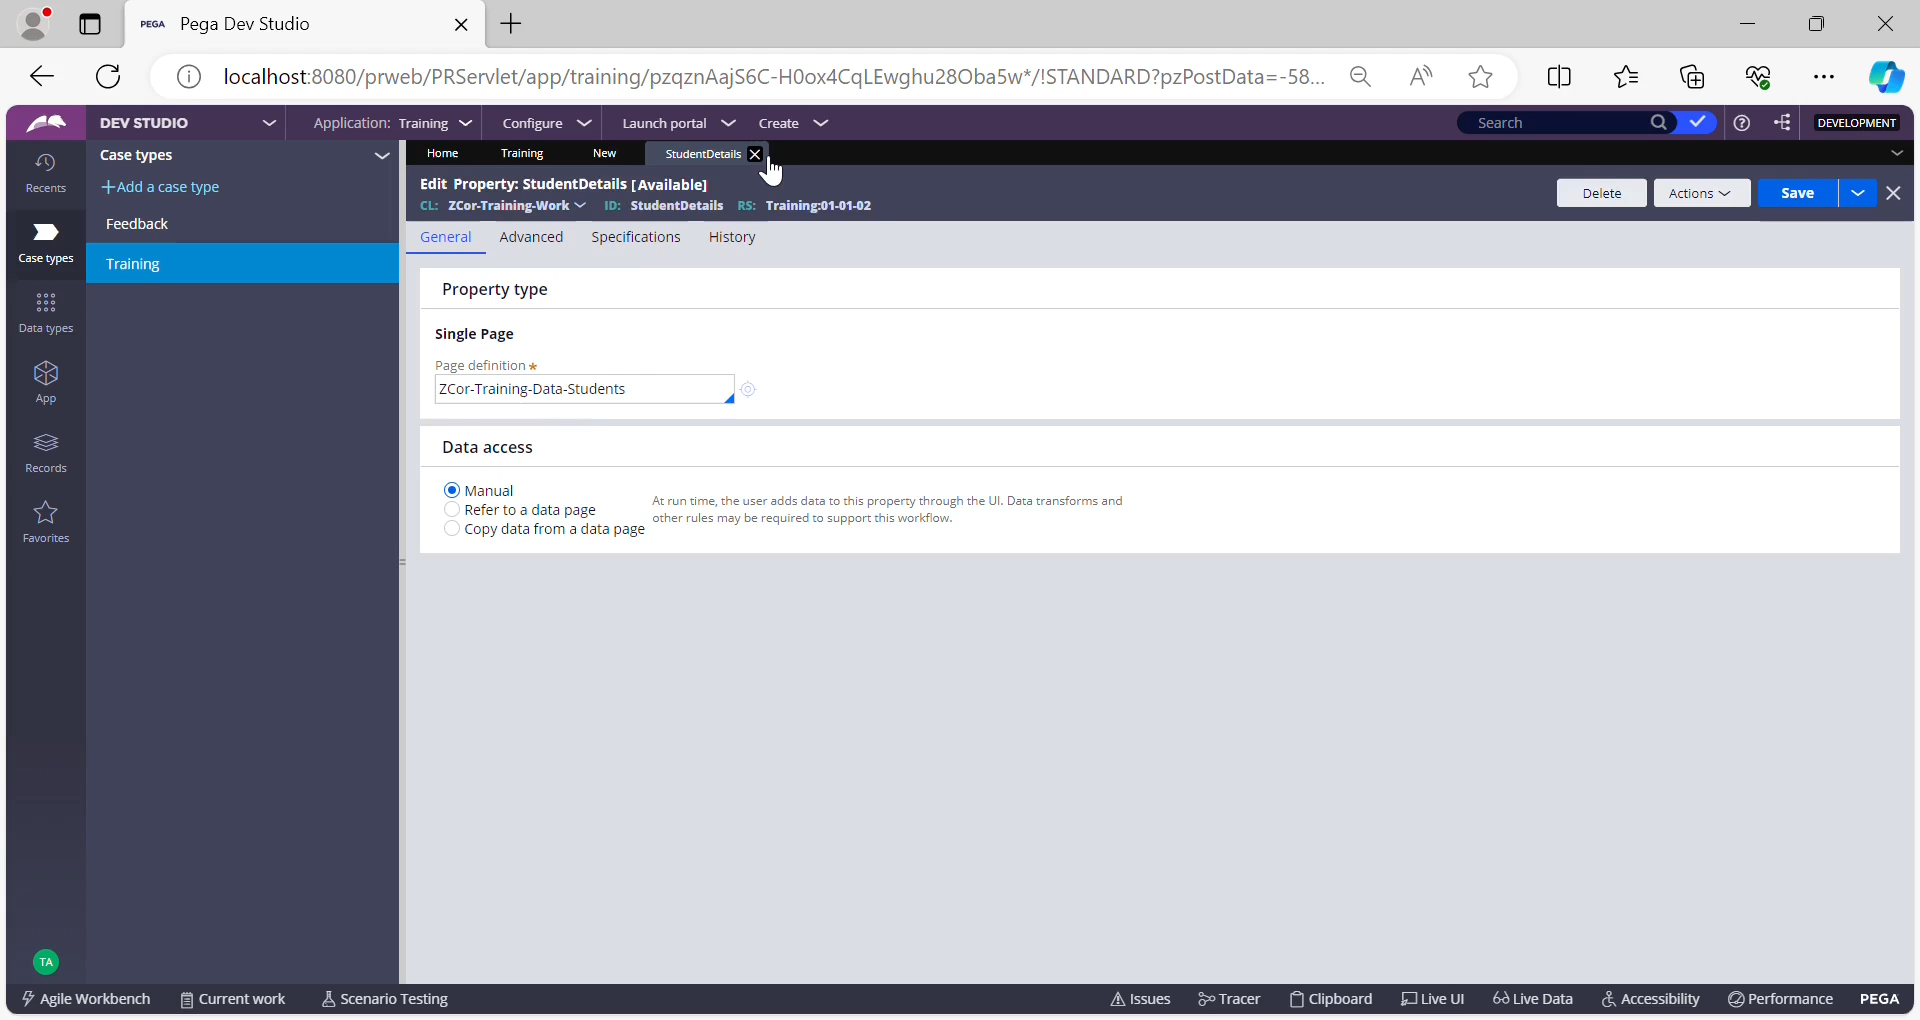 PEGA Pega Dev Studio
localhost:8080/prweb/PRServlet/app/training/pzqznAajS6C-H0ox4CqLEwghu28Oba5w*/!STANDARD?pzPostData=-58...
DEV STUDIO Application: Training Configure Launch portal Create Search DEVELOPMENT
Recents
Case types
Data types
App
Records
Favorites
TA
Case types
+Add a case type
Feedback
Training
Home Training New StudentDetails
Edit Property: StudentDetails [Available]
CL: ZCor-Training-Work ID: StudentDetails RS: Training:01-01-02
Delete Actions Save
General Advanced Specifications History
Property type
Single Page
Page definition *
ZCor-Training-Data-Students
Data access
Manual
Refer to a data page
Copy data from a data page
At run time, the user adds data to this property through the UI. Data transforms and
other rules may be required to support this workflow.
Agile Workbench Current work Scenario Testing Issues Tracer Clipboard Live UI Live Data Accessibility Performance PEGA